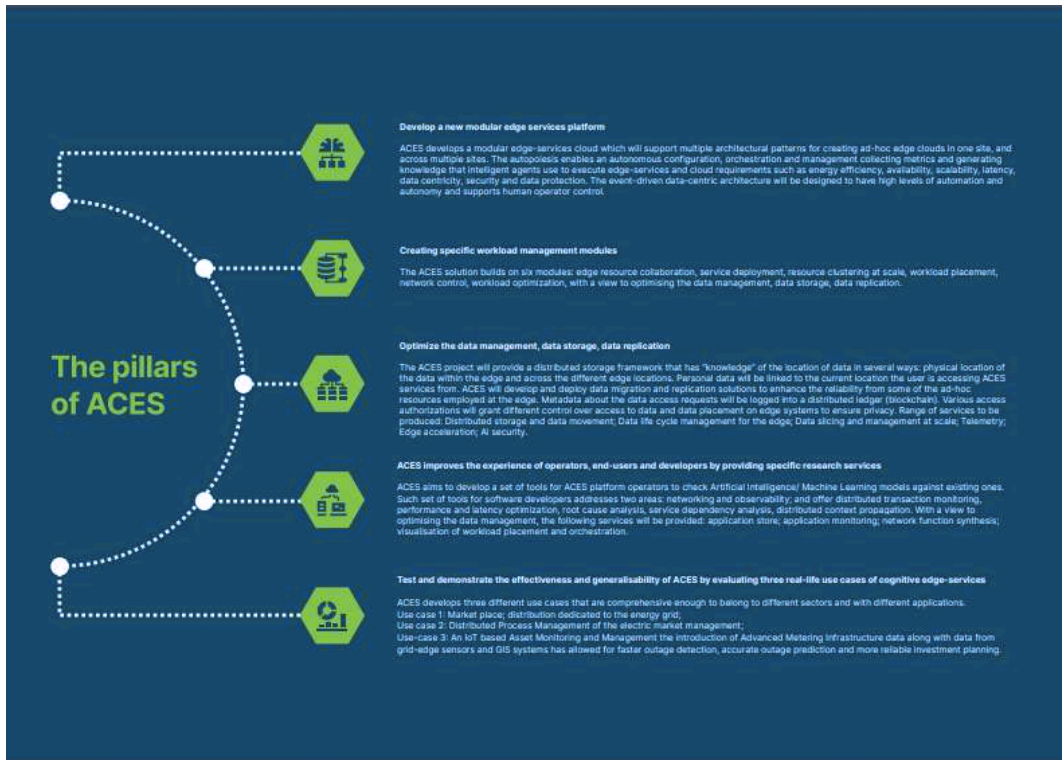 The pillars
of ACES
Develop a new modular edge services platform
ACES develops a modular edge-services cloud which will support multiple architectural patterns for creating ad-hoc edge clouds in one site, and
across multiple sites. The autopoiesis enables an autonomous configuration, orchestration and management collecting metrics and generating
knowledge that intelligent agents use to execute edge-services and cloud requirements such as energy efficiency, availability, scalability, latency,
data centricity, security and data protection. The event-driven data-centric architecture will be designed to have high levels of automation and
autonomy and supports human operator control.
Creating specific workload management modules
The ACES solution builds on six modules: edge resource collaboration, service deployment, resource clustering at scale, workload placement,
network control, workload optimization, with a view to optimising the data management, data storage, data replication.
Optimize the data management, data storage, data replication
The ACES project will provide a distributed storage framework that has "knowledge" of the location of data in several ways: physical location of
the data within the edge and across the different edge locations. Personal data will be linked to the current location the user is accessing ACES
services from. ACES will develop and deploy data migration and replication solutions to enhance the reliability from some of the ad-hoc
resources employed at the edge. Metadata about the data access requests will be logged into a distributed ledger (blockchain). Various access
authorizations will grant different control over access to data and data placement on edge systems to ensure privacy. Range of services to be
produced: Distributed storage and data movement; Data life cycle management for the edge; Data slicing and management at scale; Telemetry;
Edge acceleration; AI security.
ACES improves the experience of operators, end-users and developers by providing specific research services
ACES aims to develop a set of tools for ACES platform operators to check Artificial Intelligence/ Machine Learning models against existing ones.
Such set of tools for software developers addresses two areas: networking and observability; and offer distributed transaction monitoring,
performance and latency optimization, root cause analysis, service dependency analysis, distributed context propagation. With a view to
optimising the data management, the following services will be provided: application store; application monitoring; network function synthesis;
visualisation of workload placement and orchestration.
Test and demonstrate the effectiveness and generalisability of ACES by evaluating three real-life use cases of cognitive edge-services
ACES develops three different use cases that are comprehensive enough to belong to different sectors and with different applications.
Use case 1: Market place; distribution dedicated to the energy grid;
Use case 2: Distributed Process Management of the electric market management;
Use-case 3: An IoT based Asset Monitoring and Management the introduction of Advanced Metering Infrastructure data along with data from
grid-edge sensors and GIS systems has allowed for faster outage detection, accurate outage prediction and more reliable investment planning.